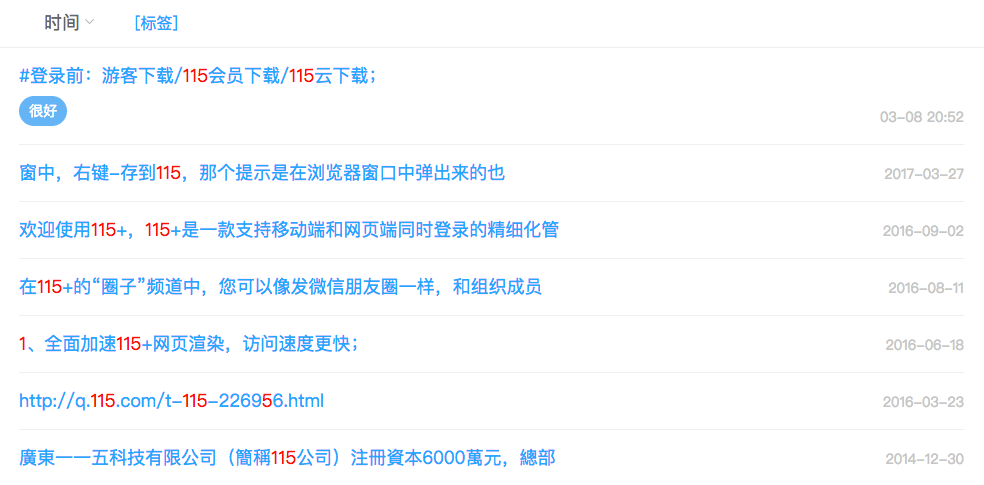 时间 [标签]
#登录前：游客下载/115会员下载/115云下载；
很好 03-08 20:52
窗中，右键-存到115，那个提示是在浏览器窗口中弹出来的也 2017-03-27
欢迎使用115+，115+是一款支持移动端和网页端同时登录的精细化管 2016-09-02
在115+的“圈子”频道中，您可以像发微信朋友圈一样，和组织成员 2016-08-11
1、全面加速115+网页渲染，访问速度更快； 2016-06-18
http://q.115.com/t-115-226956.html 2016-03-23
廣東一一五科技有限公司（簡稱115公司）注冊資本6000萬元，總部 2014-12-30